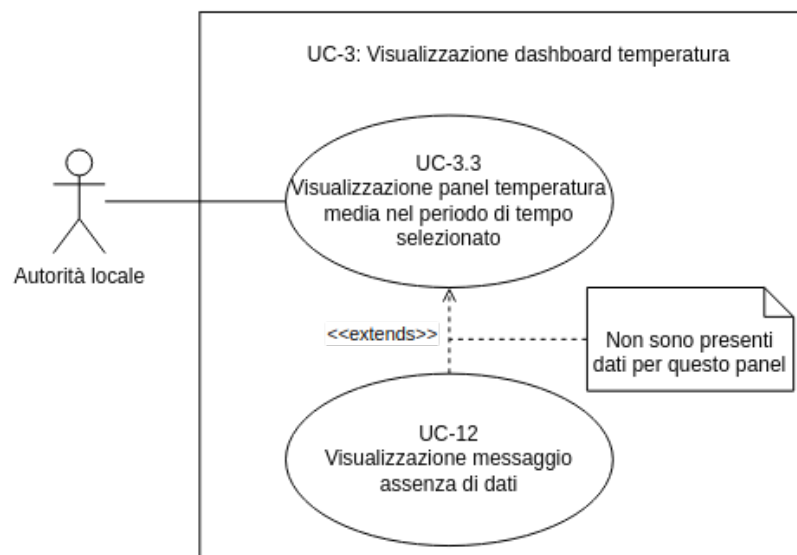 UC-3: Visualizzazione dashboard temperatura
UC-3.3
Visualizzazione panel temperatura
media nel periodo di tempo
selezionato
Autorità locale
<<extends>>
Non sono presenti
dati per questo panel
UC-12
Visualizzazione messaggio
assenza di dati